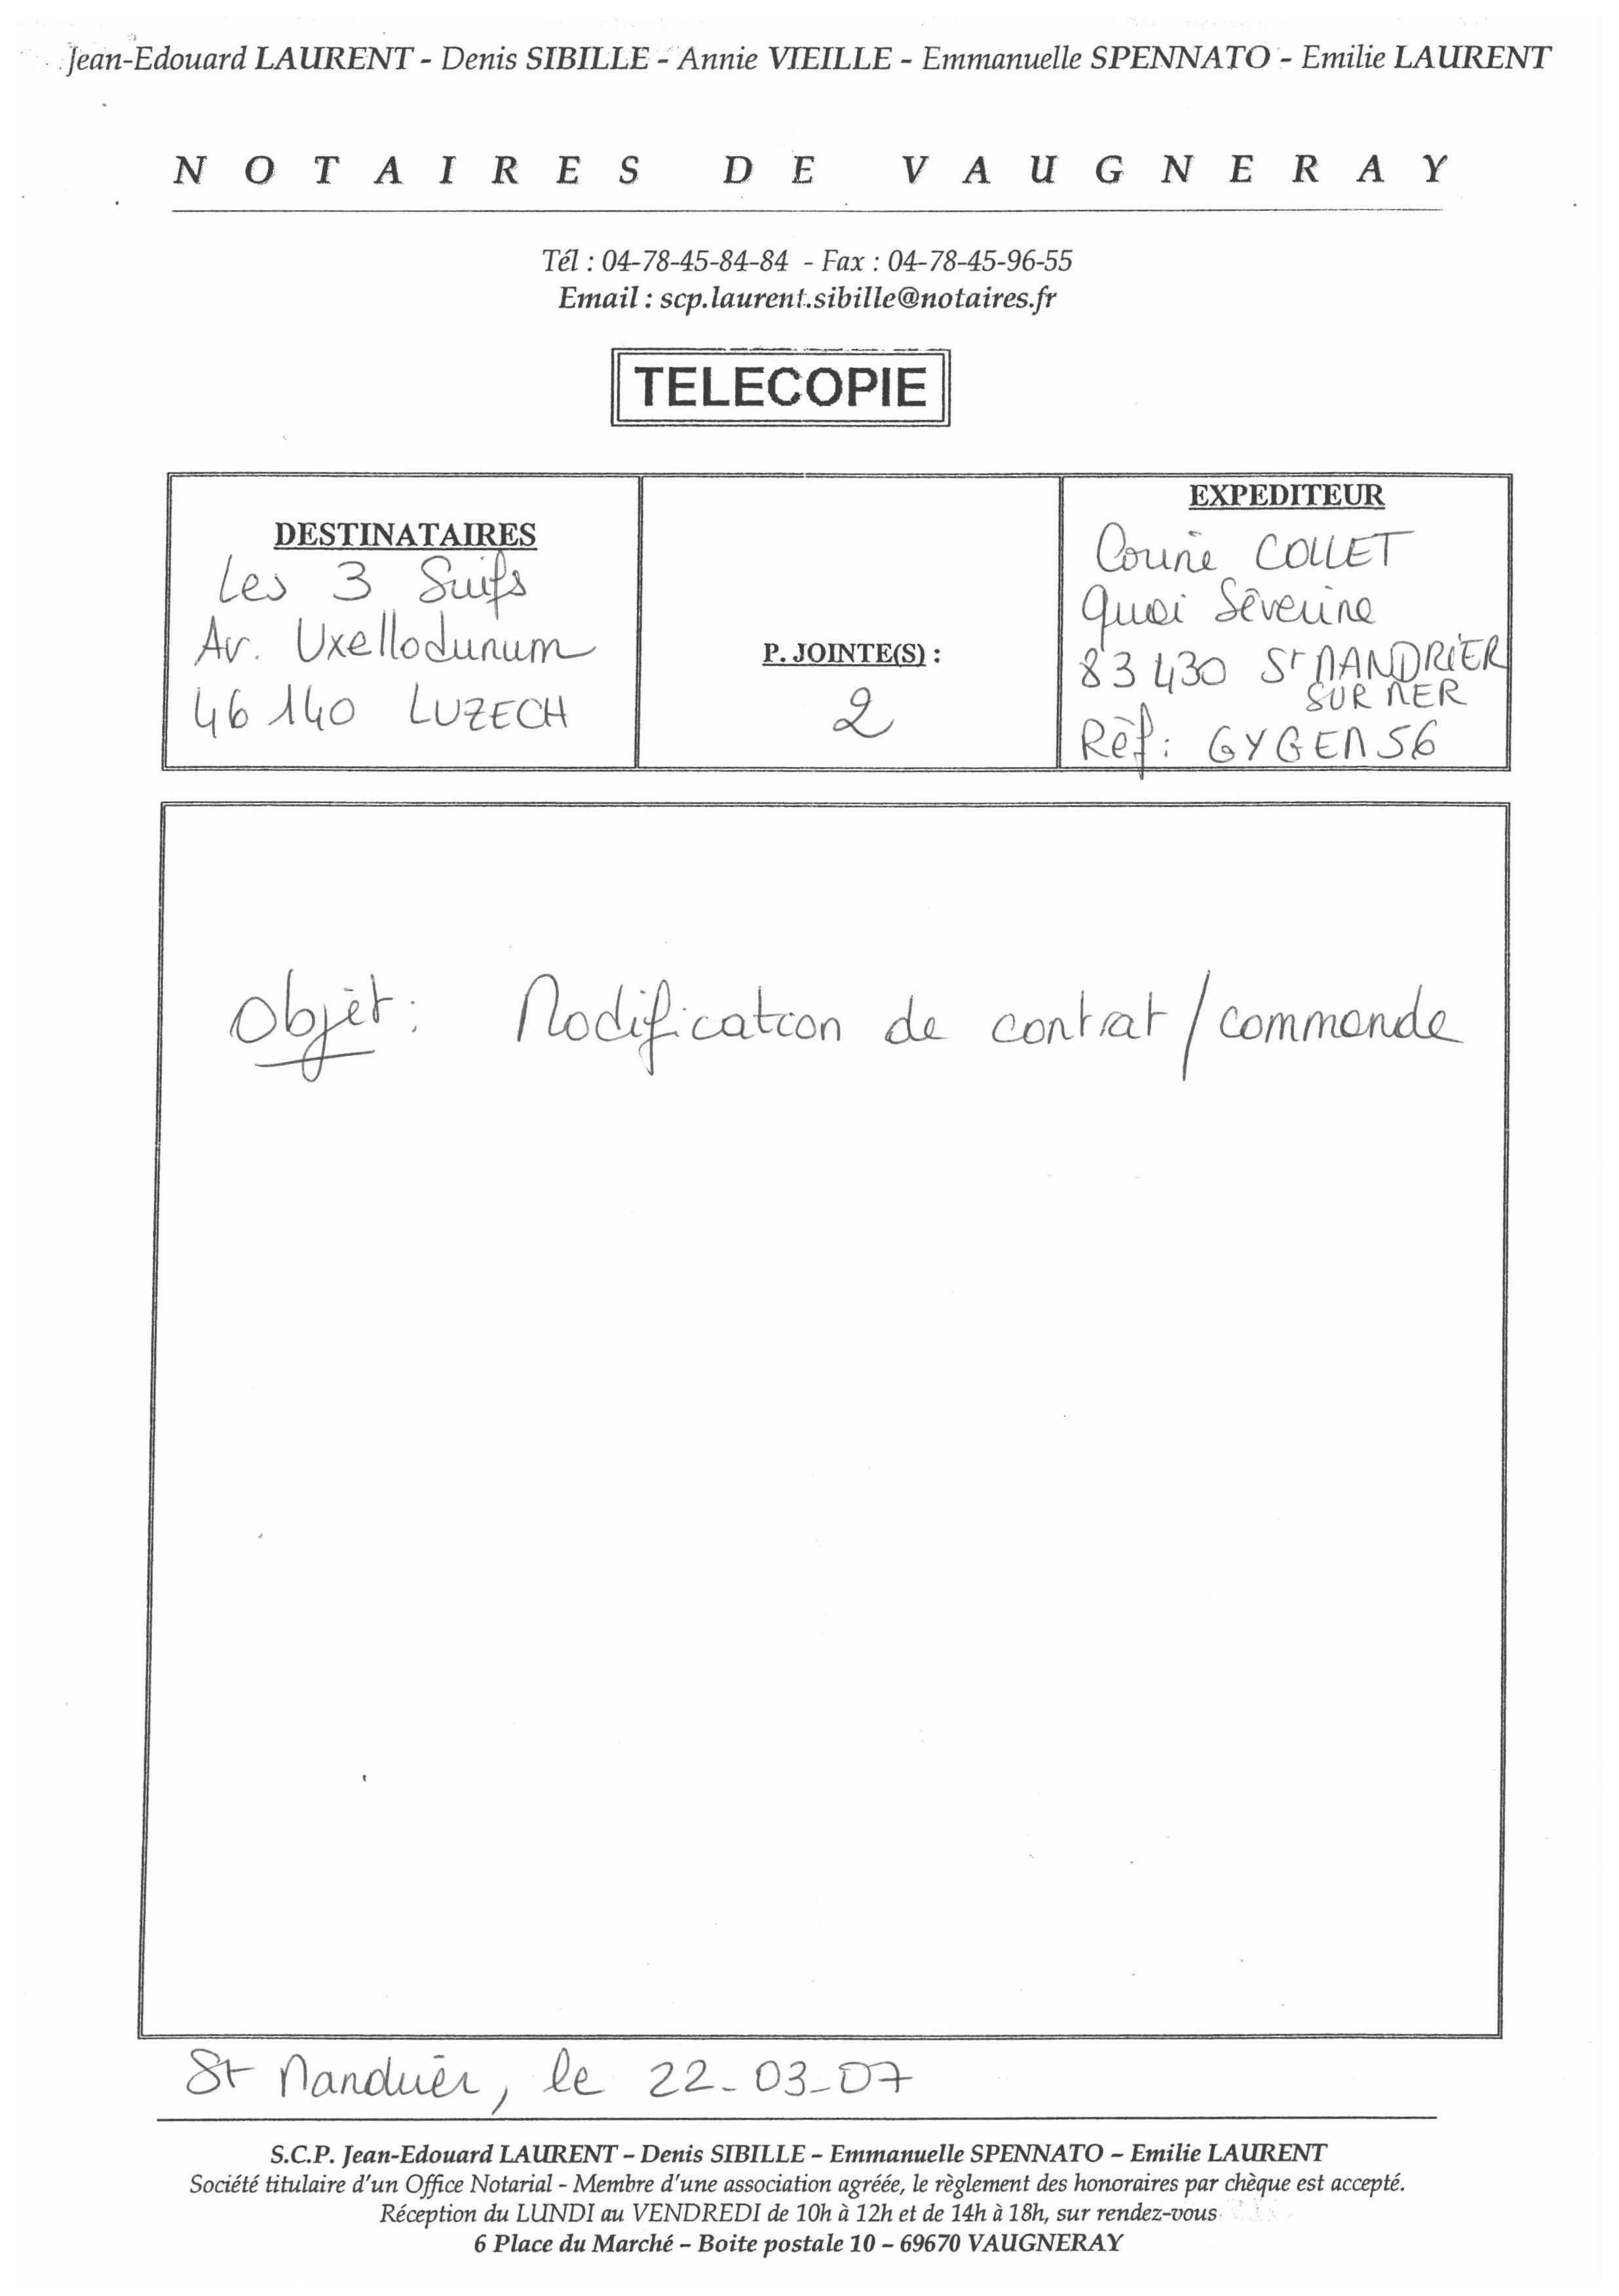 Jean-Edouard LAURENT - Denis SIBILLE - Annie VIEILLE - Emmanuelle SPENNATO - Emilie LAURENT
NOTAIRES DE VAUGNERAY
Tél : 04-78-45-84-84 - Fax : 04-78-45-96-55
Email : scp.laurent.sibille@notaires.fr
TELECOPIE
DESTINATAIRES
Les 3 Suifs
Av. Uxellodunum
46140 LUZECH
P. JOINTE(S) :
2
EXPEDITEUR
Corine COLLET
Quai Séverine
83430 St MANDRIER
SUR MER
Réf: GYGEM56
Objet: Modification de contrat / commande
St Mandrier, le 22-03-07
S.C.P. Jean-Edouard LAURENT – Denis SIBILLE – Emmanuelle SPENNATO – Emilie LAURENT
Société titulaire d'un Office Notarial - Membre d'une association agréée, le règlement des honoraires par chèque est accepté.
Réception du LUNDI au VENDREDI de 10h à 12h et de 14h à 18h, sur rendez-vous
6 Place du Marché – Boite postale 10 – 69670 VAUGNERAY